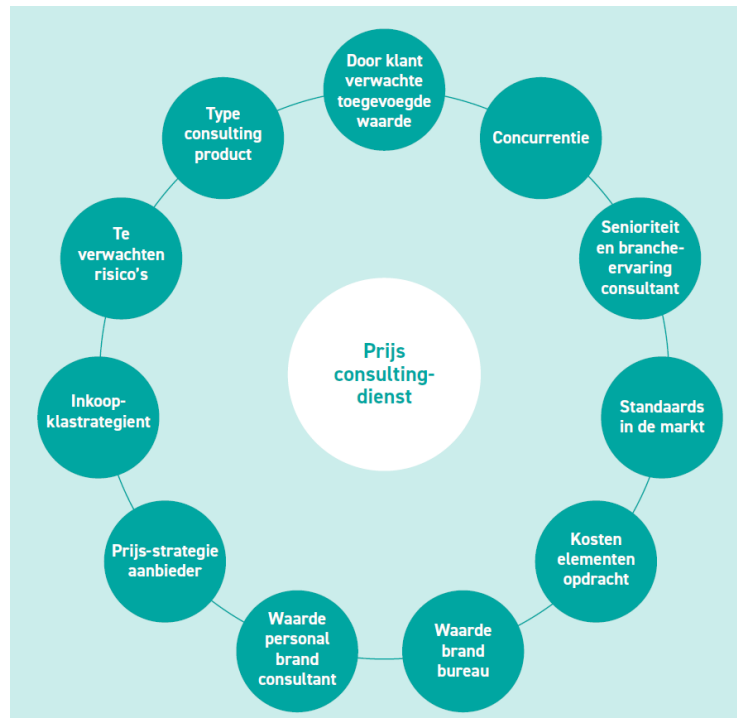 Door klant
verwachte
toegevoegde
waarde
Concurrentie
Senioriteit
en branche-
ervaring
consultant
Standaards
in de markt
Kosten
elementen
opdracht
Waarde
brand
bureau
Waarde
personal
brand
consultant
Prijs-strategie
aanbieder
Inkoop-
klastrategient
Te
verwachten
risico's
Type
consulting
product
Prijs
consulting-
dienst